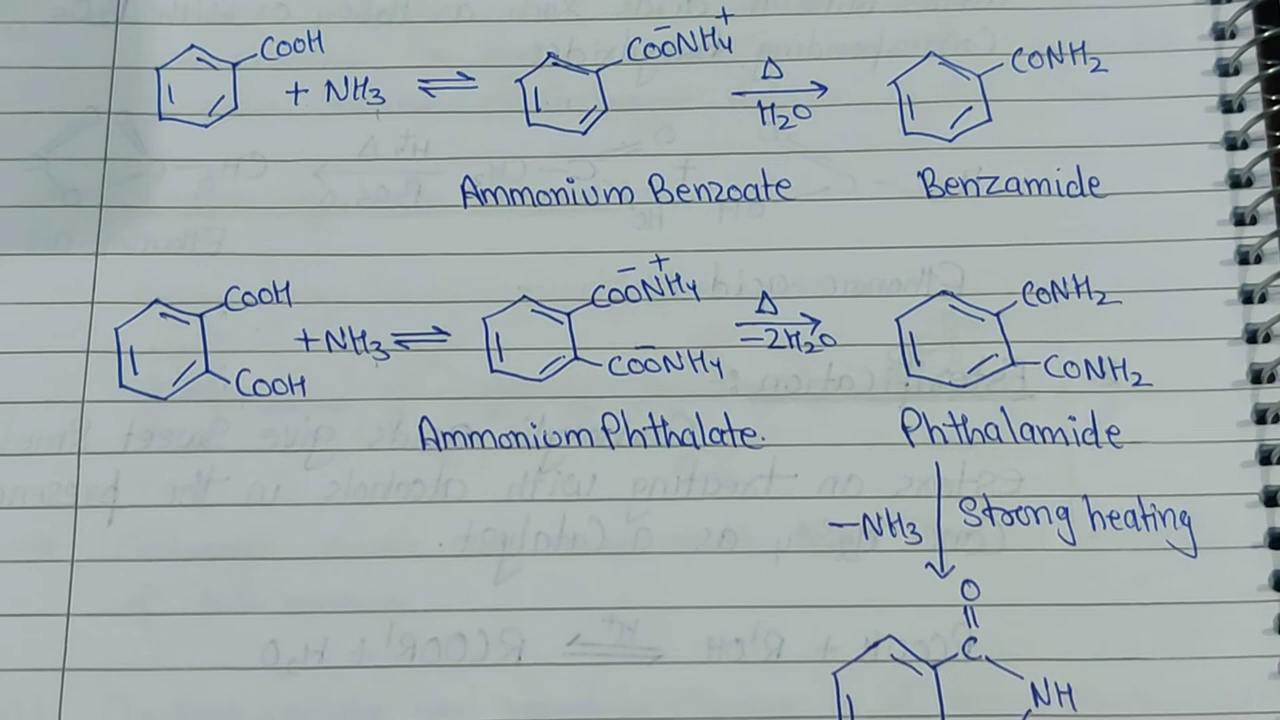 COOH + NH3 ⇌ COO⁻NH4⁺ Δ H2O CONH2
Ammonium Benzoate Benzamide
COOH COOH + NH3 ⇌ COO⁻NH4⁺ COO⁻NH4 Δ -2H2O CONH2 CONH2
Ammonium Phthalate. Phthalamide
-NH3 Strong heating
O
C
NH